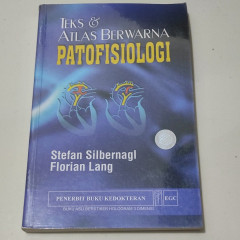 TEKS &
ATLAS BERWARNA
PATOFISIOLOGI
Stefan Silbernagl
Florian Lang
PENERBIT BUKU KEDOKTERAN
EGC